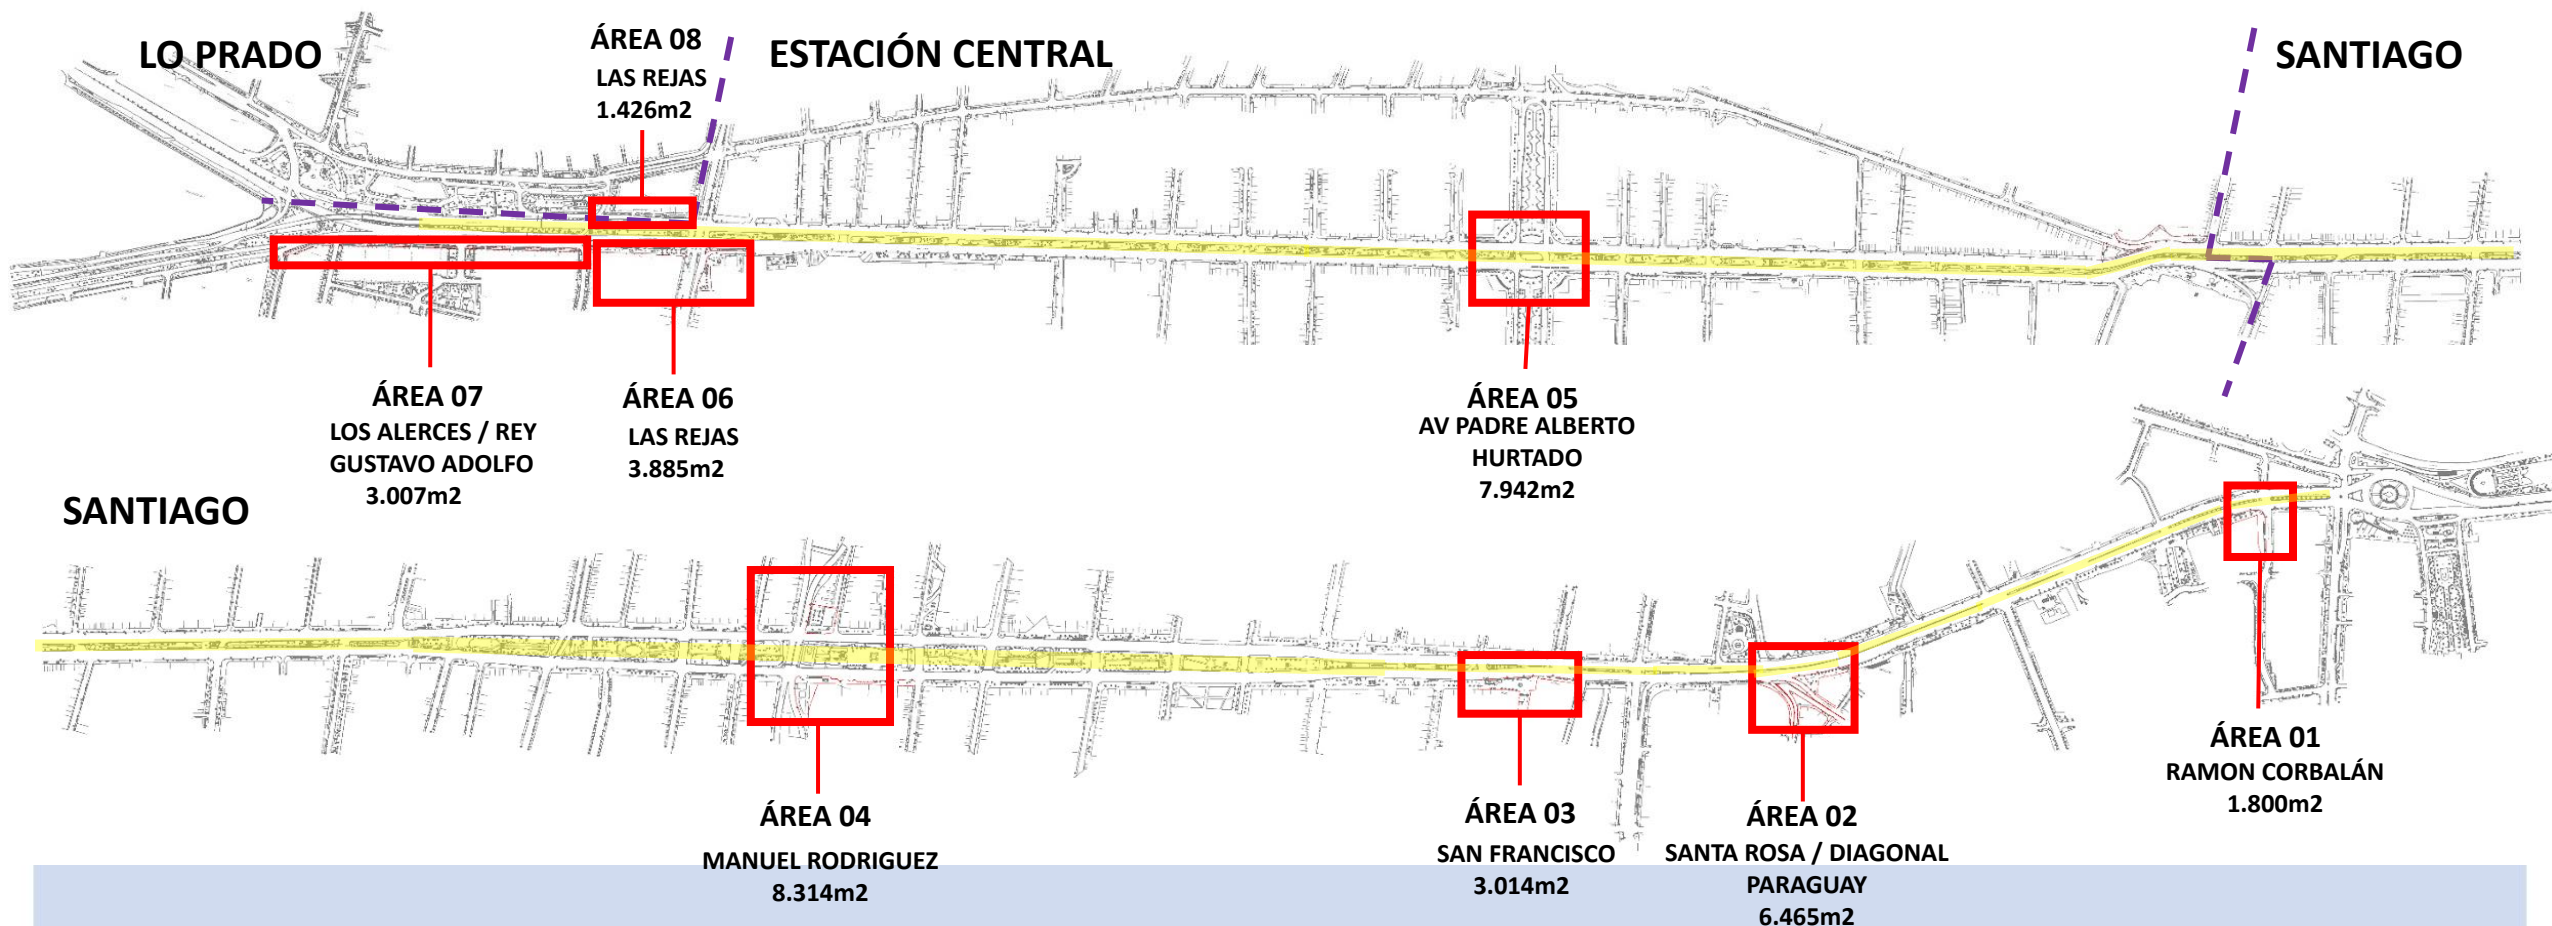 LO PRADO
ÁREA 08
LAS REJAS
1.426m2
ESTACIÓN CENTRAL
SANTIAGO
ÁREA 07
LOS ALERCES / REY
GUSTAVO ADOLFO
3.007m2
ÁREA 06
LAS REJAS
3.885m2
ÁREA 05
AV PADRE ALBERTO
HURTADO
7.942m2
SANTIAGO
ÁREA 04
MANUEL RODRIGUEZ
8.314m2
ÁREA 03
SAN FRANCISCO
3.014m2
ÁREA 02
SANTA ROSA / DIAGONAL
PARAGUAY
6.465m2
ÁREA 01
RAMON CORBALÁN
1.800m2